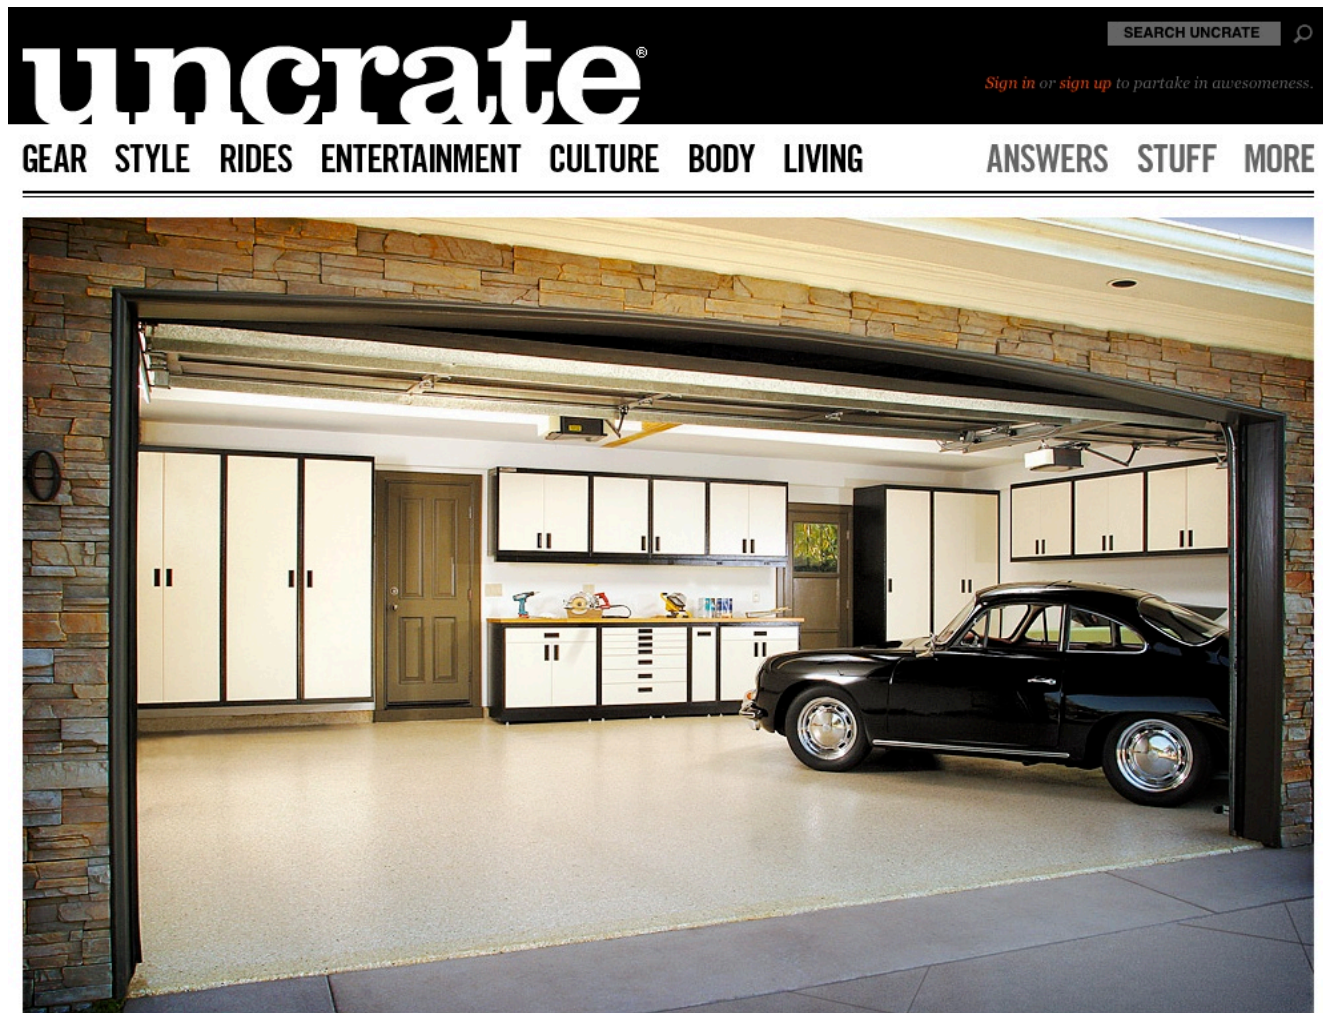 uncrate®
SEARCH UNCRATE
Sign in or sign up to partake in awesomeness.
GEAR STYLE RIDES ENTERTAINMENT CULTURE BODY LIVING ANSWERS STUFF MORE